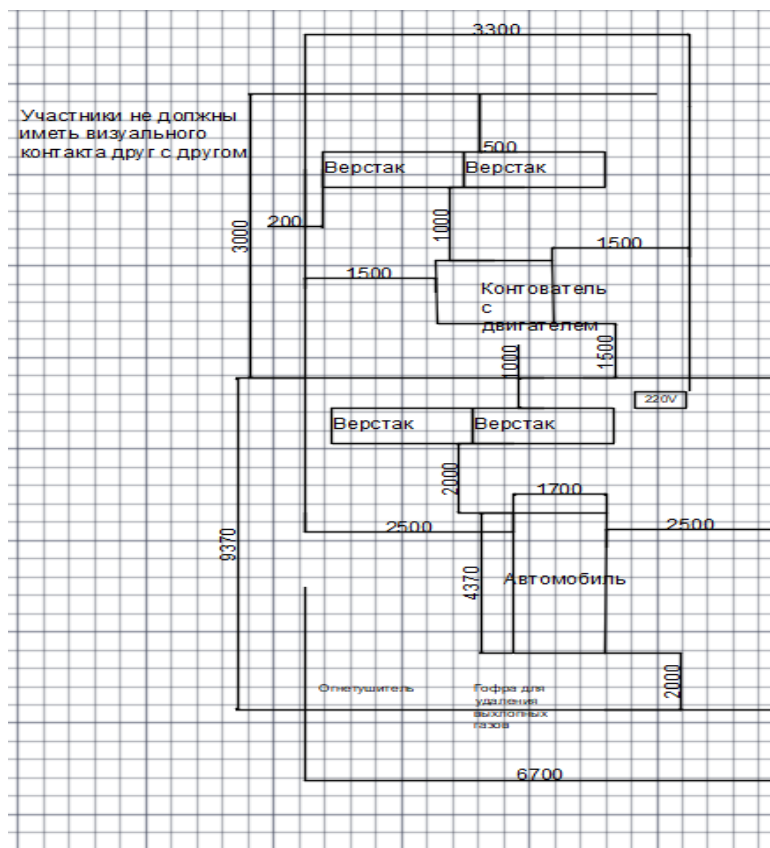 3300
Участники не должны
иметь визуального
контакта друг с другом
500
Верстак
Верстак
200
3000
1000
1500
1500
Контователь
с
двигателем
1000
1500
220V
Верстак
Верстак
2000
1700
2500
2500
9370
4370
Автомобиль
2000
Огнетушитель
Гофра для
удаления
выхлопных
газов
6700